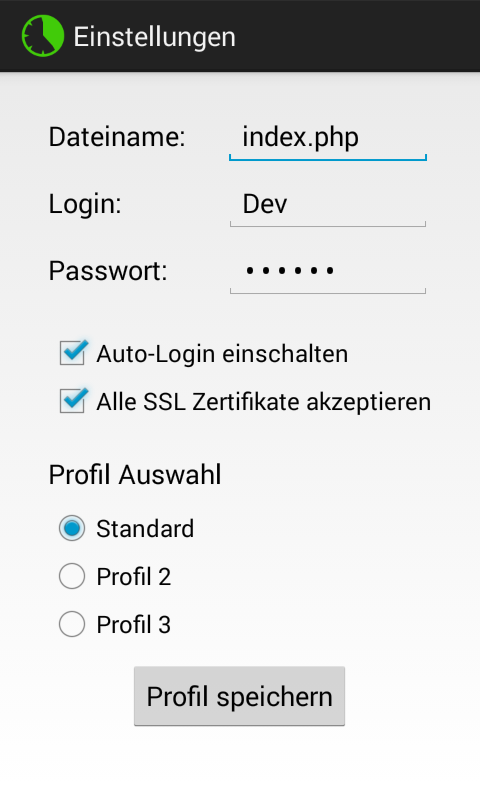 Einstellungen
Dateiname: index.php
Login: Dev
Passwort: ••••••
Auto-Login einschalten
Alle SSL Zertifikate akzeptieren
Profil Auswahl
Standard
Profil 2
Profil 3
Profil speichern